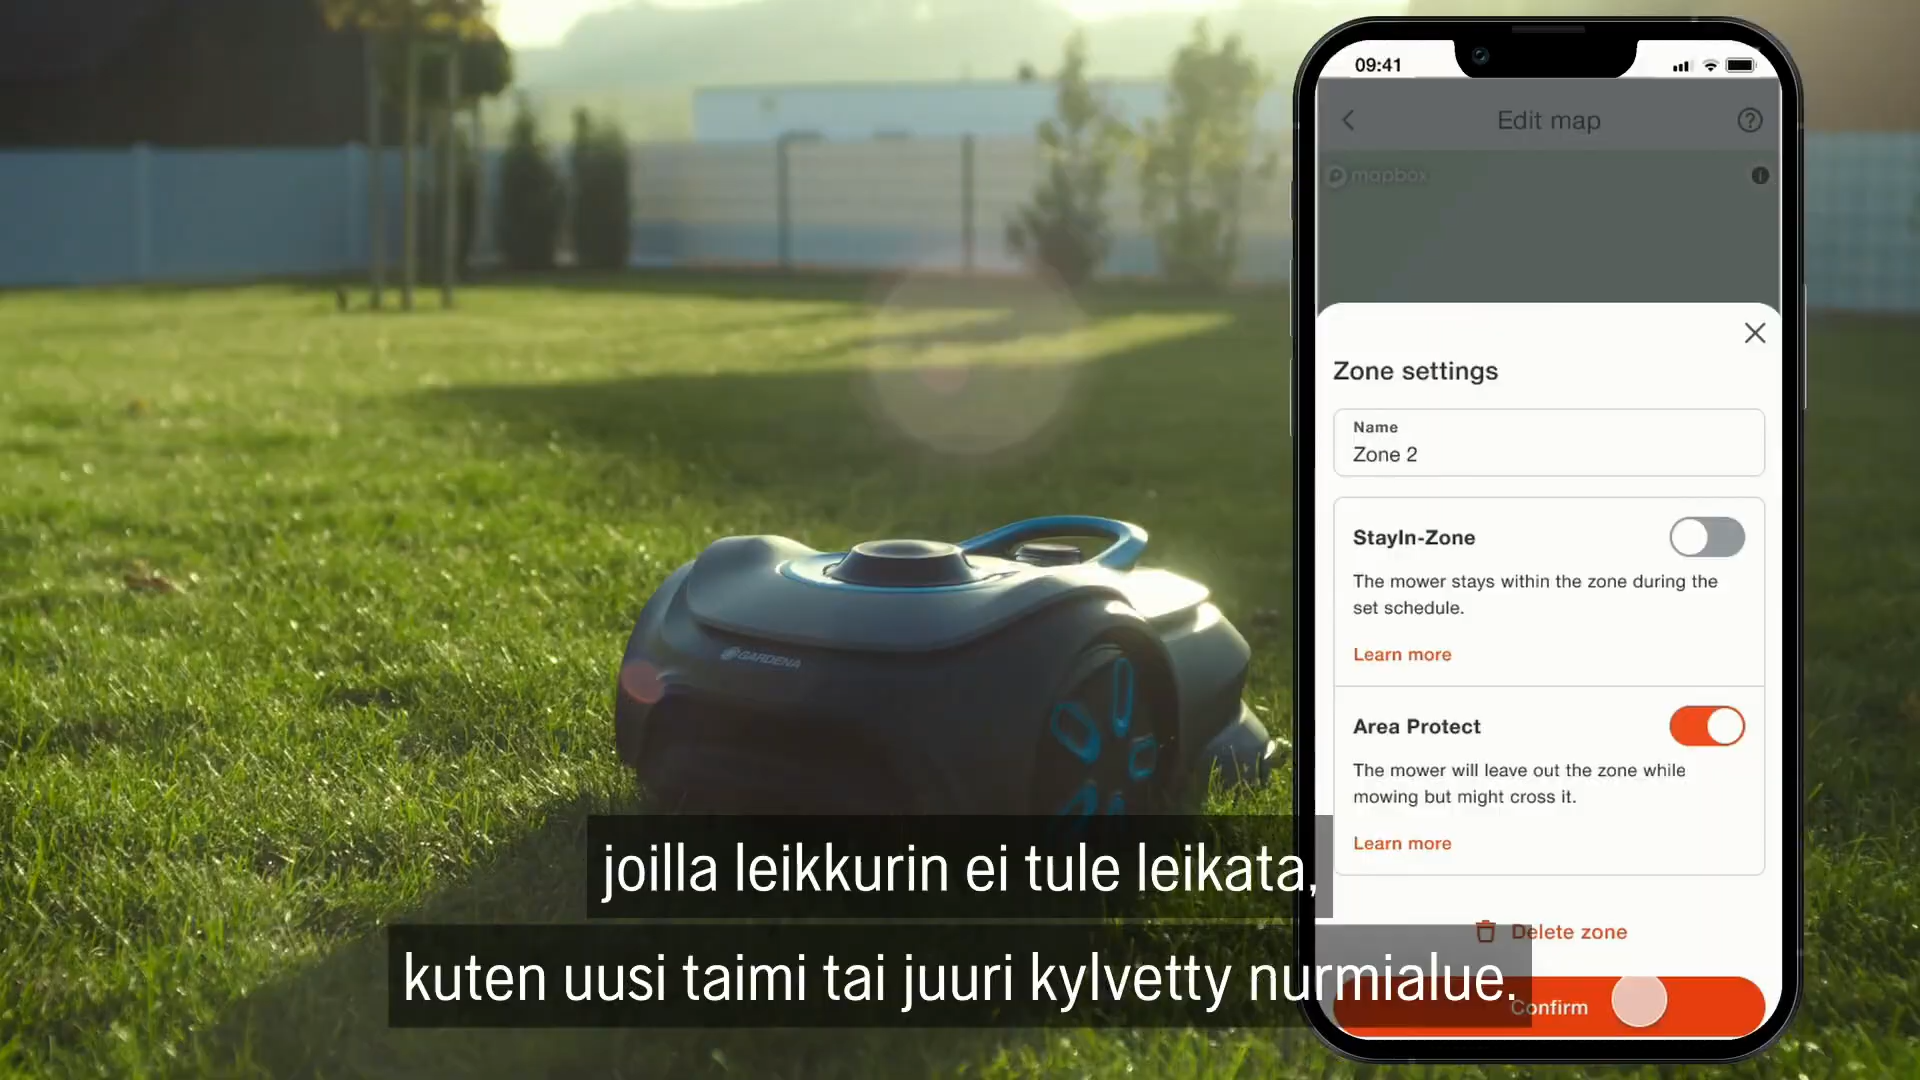 09:41
Edit map
mapbox
Zone settings
Name
Zone 2
StayIn-Zone
The mower stays within the zone during the
set schedule.
Learn more
Area Protect
The mower will leave out the zone while
mowing but might cross it.
Learn more
Delete zone
Confirm
GARDENA
joilla leikkurin ei tule leikata,
kuten uusi taimi tai juuri kylvetty nurmialue.